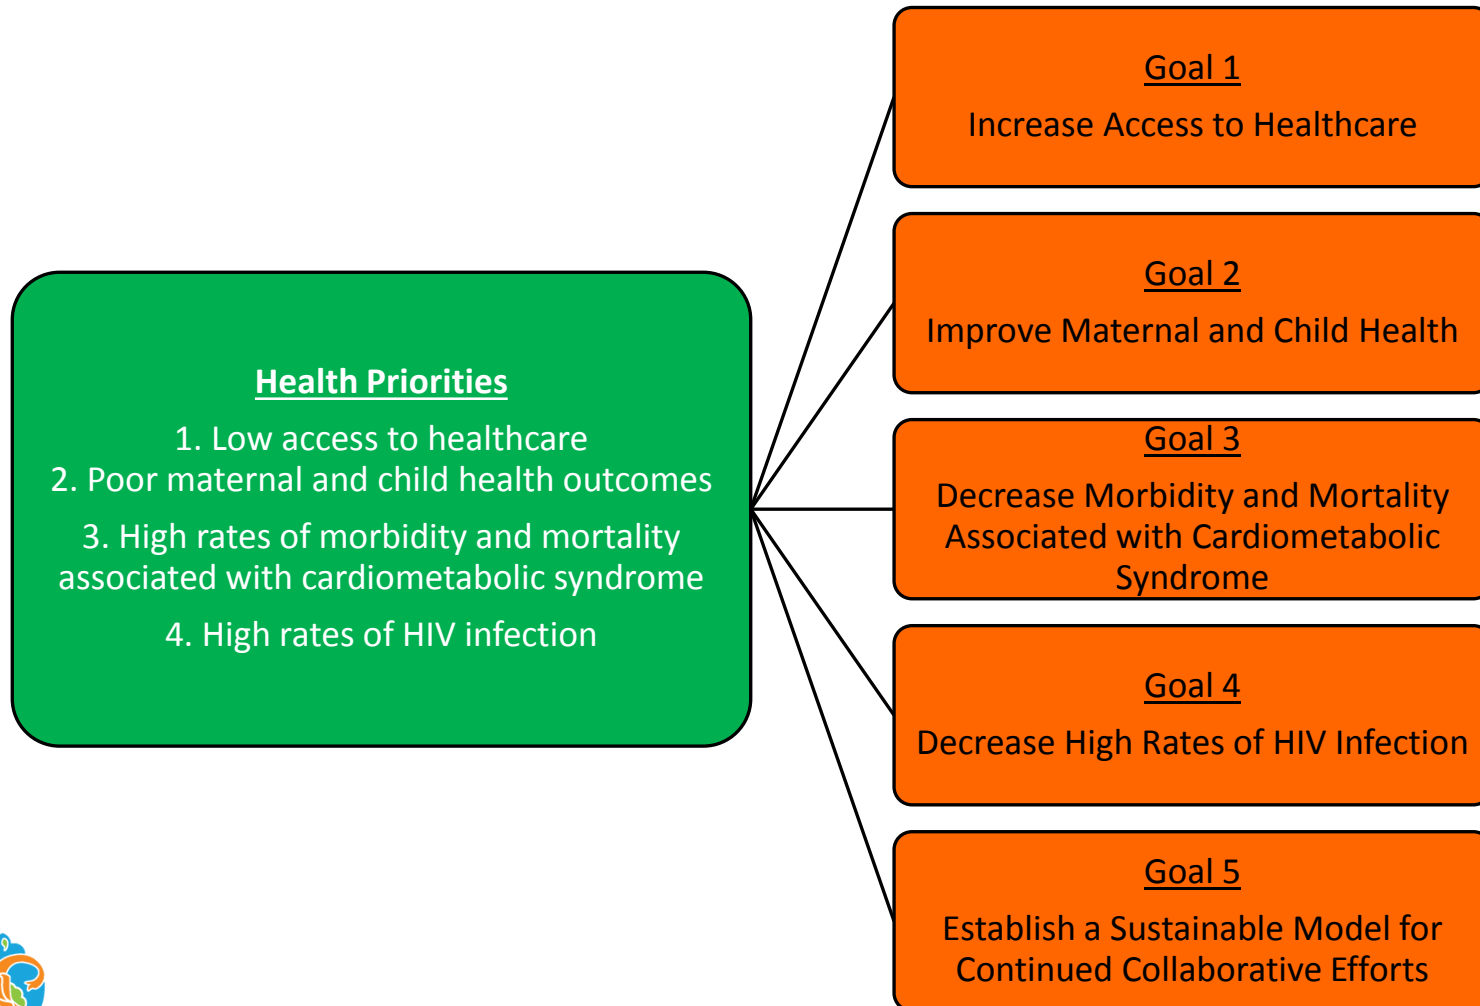 Health Priorities
1. Low access to healthcare
2. Poor maternal and child health outcomes
3. High rates of morbidity and mortality
associated with cardiometabolic syndrome
4. High rates of HIV infection
Goal 1
Increase Access to Healthcare
Goal 2
Improve Maternal and Child Health
Goal 3
Decrease Morbidity and Mortality
Associated with Cardiometabolic
Syndrome
Goal 4
Decrease High Rates of HIV Infection
Goal 5
Establish a Sustainable Model for
Continued Collaborative Efforts